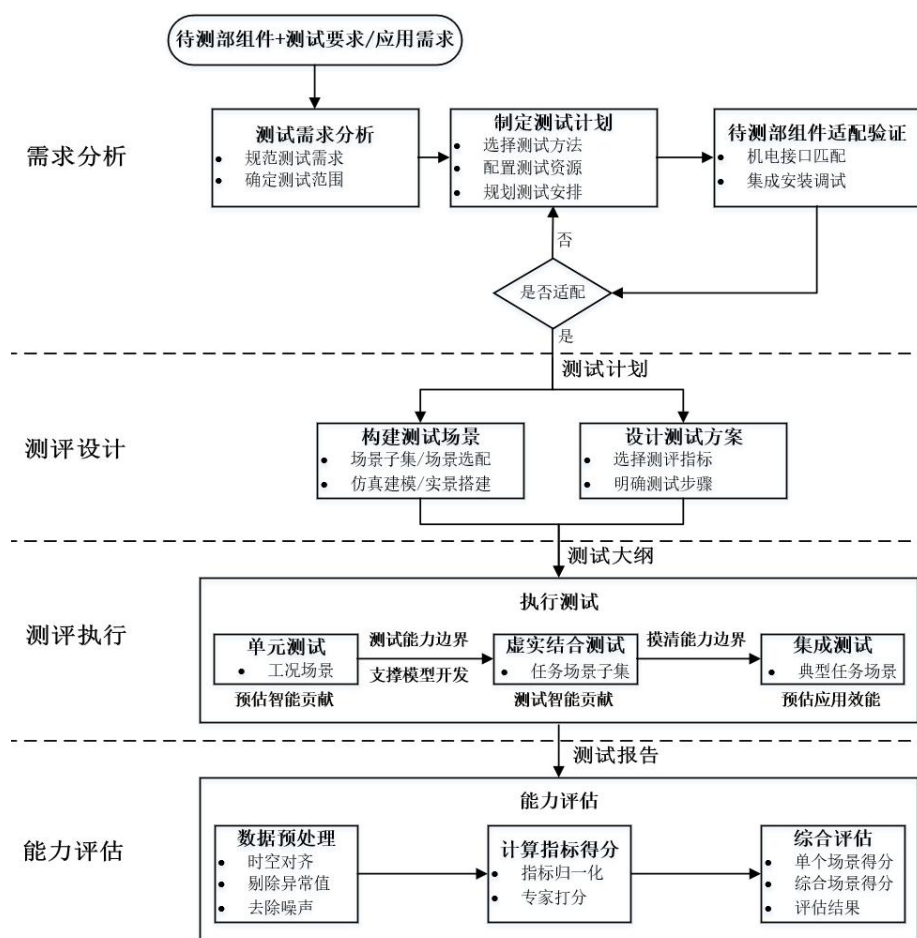 待测部组件+测试要求/应用需求
需求分析
测试需求分析
• 规范测试需求
• 确定测试范围
制定测试计划
• 选择测试方法
• 配置测试资源
• 规划测试安排
待测部组件适配验证
• 机电接口匹配
• 集成安装调试
否
是否适配
是
测试计划
测评设计
构建测试场景
• 场景子集/场景选配
• 仿真建模/实景搭建
设计测试方案
• 选择测评指标
• 明确测试步骤
测试大纲
测评执行
执行测试
单元测试
• 工况场景
预估智能贡献
测试能力边界
支撑模型开发
虚实结合测试
• 任务场景子集
测试智能贡献
摸清能力边界
集成测试
• 典型任务场景
预估应用效能
测试报告
能力评估
能力评估
数据预处理
• 时空对齐
• 剔除异常值
• 去除噪声
计算指标得分
• 指标归一化
• 专家打分
综合评估
• 单个场景得分
• 综合场景得分
• 评估结果